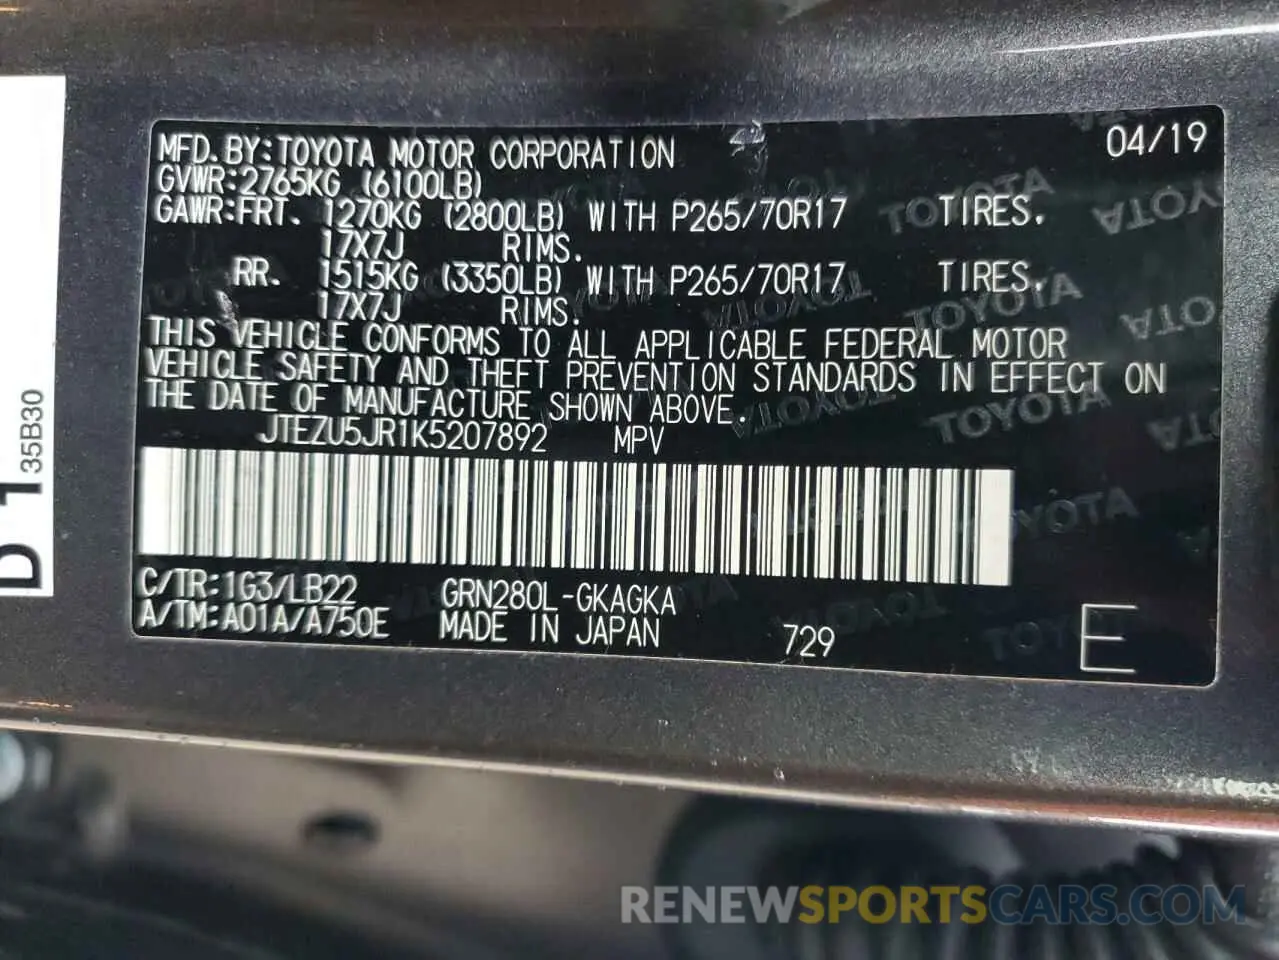 MFD.BY:TOYOTA MOTOR CORPORATION 04/19
GVWR:2765KG (6100LB)
GAWR:FRT. 1270KG (2800LB) WITH P265/70R17 TIRES.
17X7J RIMS.
RR. 1515KG (3350LB) WITH P265/70R17 TIRES.
17X7J RIMS.
THIS VEHICLE CONFORMS TO ALL APPLICABLE FEDERAL MOTOR
VEHICLE SAFETY AND THEFT PREVENTION STANDARDS IN EFFECT ON
THE DATE OF MANUFACTURE SHOWN ABOVE.
JTEZU5JR1K5207892 MPV
C/TR:1G3/LB22 GRN280L-GKAGKA
A/TM:A01A/A750E MADE IN JAPAN 729 E
D 1
35B30
RENEWSPORTSCARS.COM